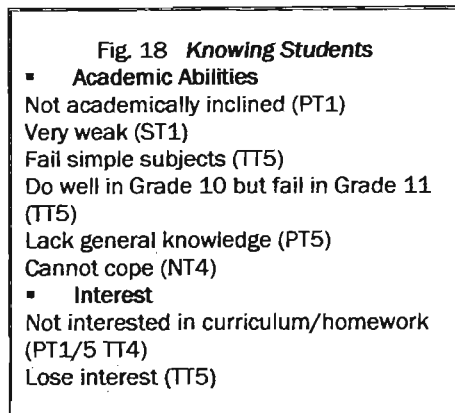 Fig. 18 Knowing Students
▪ Academic Abilities
Not academically inclined (PT1)
Very weak (ST1)
Fail simple subjects (TT5)
Do well in Grade 10 but fail in Grade 11
(TT5)
Lack general knowledge (PT5)
Cannot cope (NT4)
▪ Interest
Not interested in curriculum/homework
(PT1/5 TT4)
Lose interest (TT5)